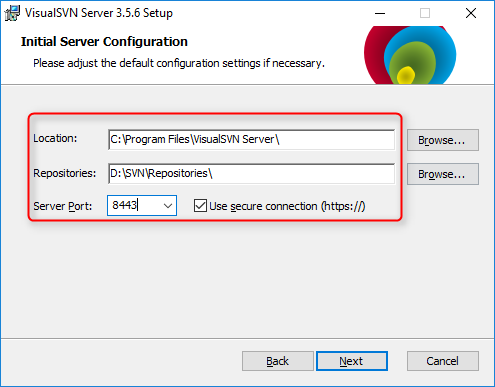 VisualSVN Server 3.5.6 Setup
Initial Server Configuration
Please adjust the default configuration settings if necessary.
Location: C:\Program Files\VisualSVN Server\ Browse...
Repositories: D:\SVN\Repositories\ Browse...
Server Port: 8443 Use secure connection (https://)
Back Next Cancel